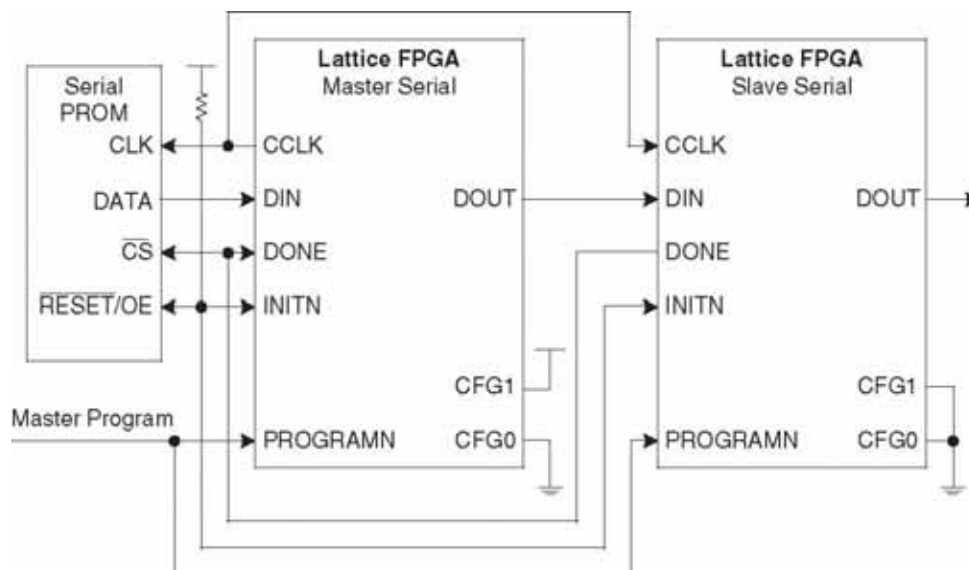 Serial
PROM
CLK
DATA
CS
RESET/OE
Lattice FPGA
Master Serial
CCLK
DIN
DOUT
DONE
INITN
CFG1
PROGRAMN
CFG0
Master Program
Lattice FPGA
Slave Serial
CCLK
DIN
DOUT
DONE
INITN
CFG1
PROGRAMN
CFG0